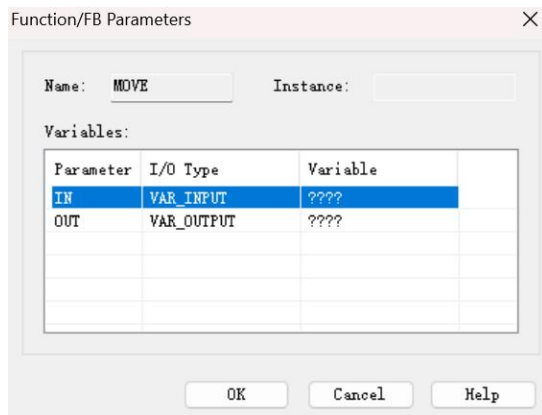 Function/FB Parameters
Name: MOVE Instance:
Variables:
Parameter I/O Type Variable
IN VAR_INPUT ????
OUT VAR_OUTPUT ????
OK Cancel Help